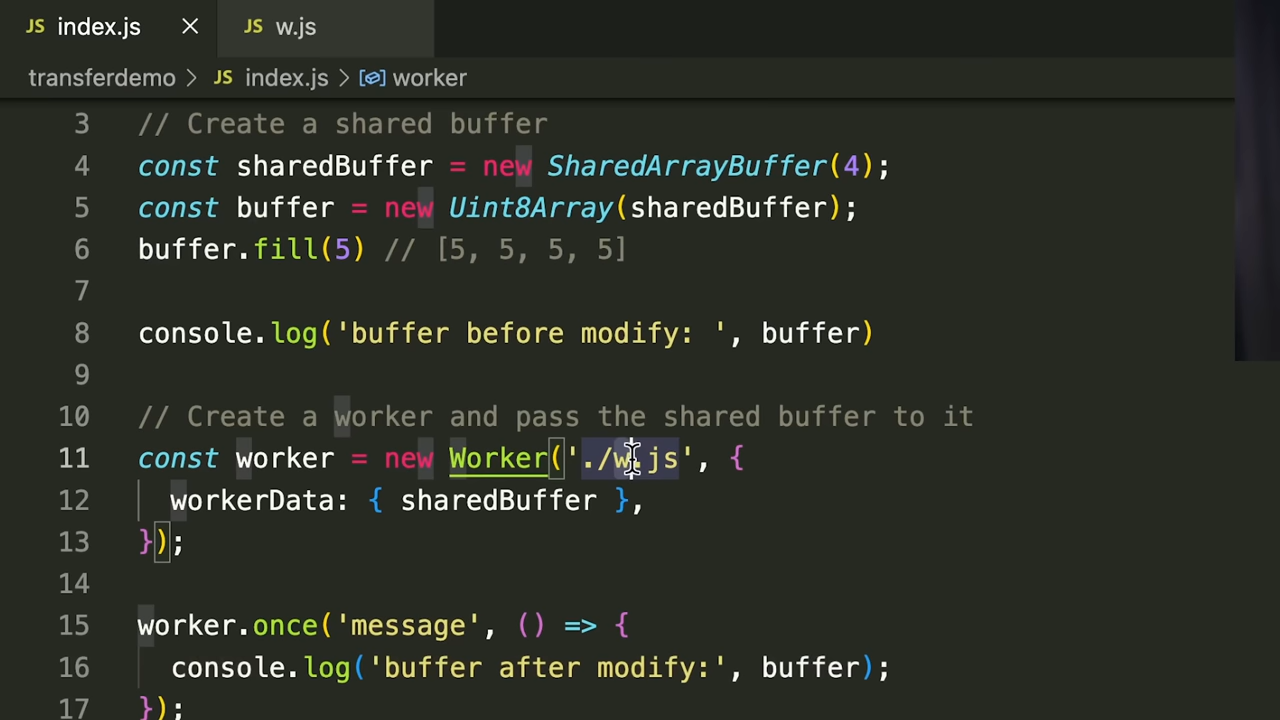 JS index.js × JS w.js
transferdemo > JS index.js > worker
3 // Create a shared buffer
4 const sharedBuffer = new SharedArrayBuffer(4);
5 const buffer = new Uint8Array(sharedBuffer);
6 buffer.fill(5) // [5, 5, 5, 5]
7
8 console.log('buffer before modify: ', buffer)
9
10 // Create a worker and pass the shared buffer to it
11 const worker = new Worker('./w.js', {
12 workerData: { sharedBuffer },
13 });
14
15 worker.once('message', () => {
16 console.log('buffer after modify:', buffer);
17 });